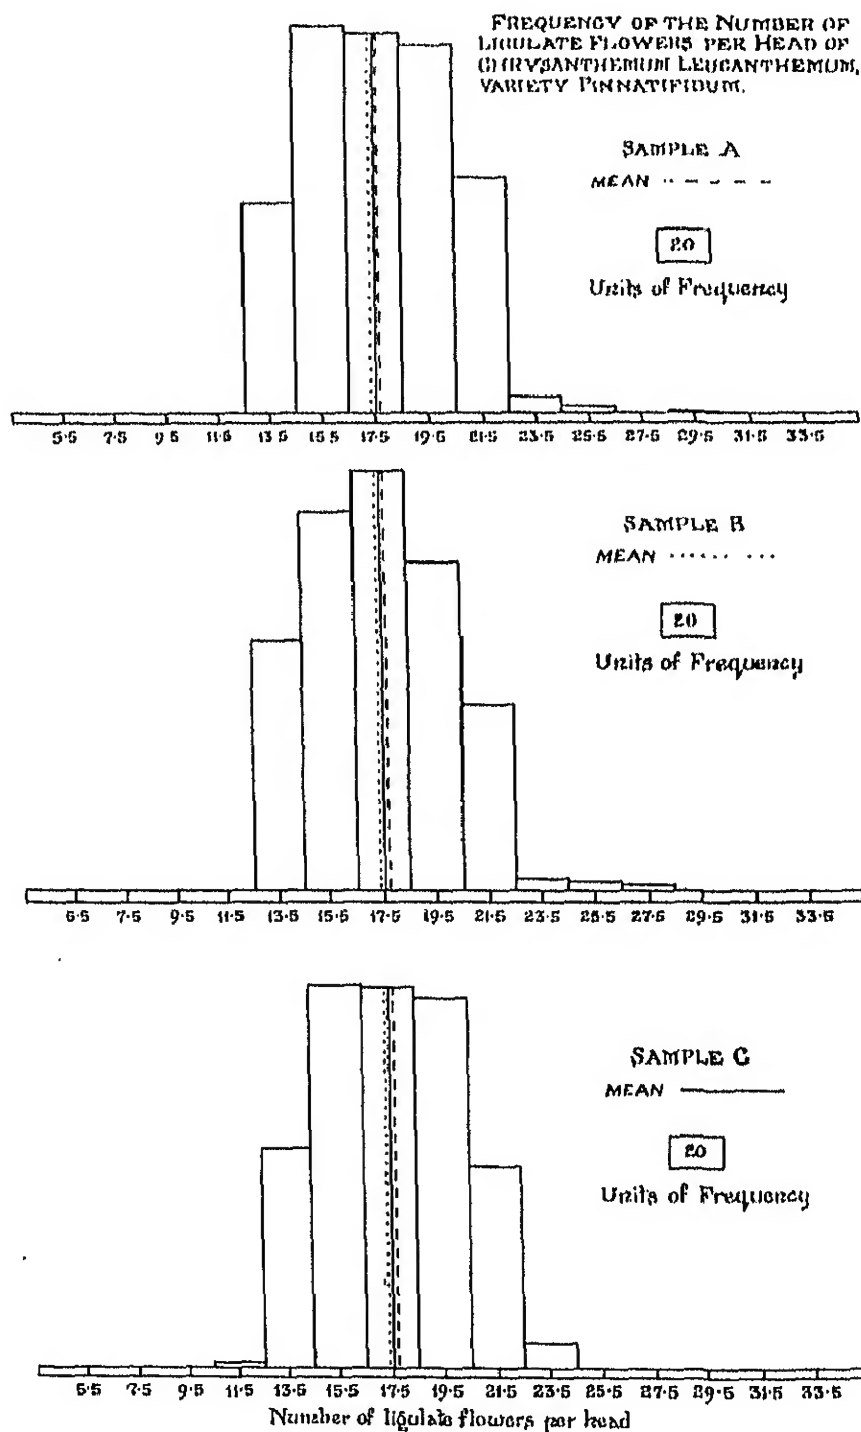 FREQUENCY OF THE NUMBER OF
LIGULATE FLOWERS PER HEAD OF
CHRYSANTHEMUM LEUCANTHEMUM,
VARIETY PINNATIFIDUM.
SAMPLE A
MEAN
20
Units of Frequency
5·5 7·5 9·5 11·5 13·5 15·5 17·5 19·5 21·5 23·5 25·5 27·5 29·5 31·5 33·5
SAMPLE B
MEAN
20
Units of Frequency
5·5 7·5 9·5 11·5 13·5 15·5 17·5 19·5 21·5 23·5 25·5 27·5 29·5 31·5 33·5
SAMPLE C
MEAN
20
Units of Frequency
5·5 7·5 9·5 11·5 13·5 15·5 17·5 19·5 21·5 23·5 25·5 27·5 29·5 31·5 33·5
Number of ligulate flowers per head